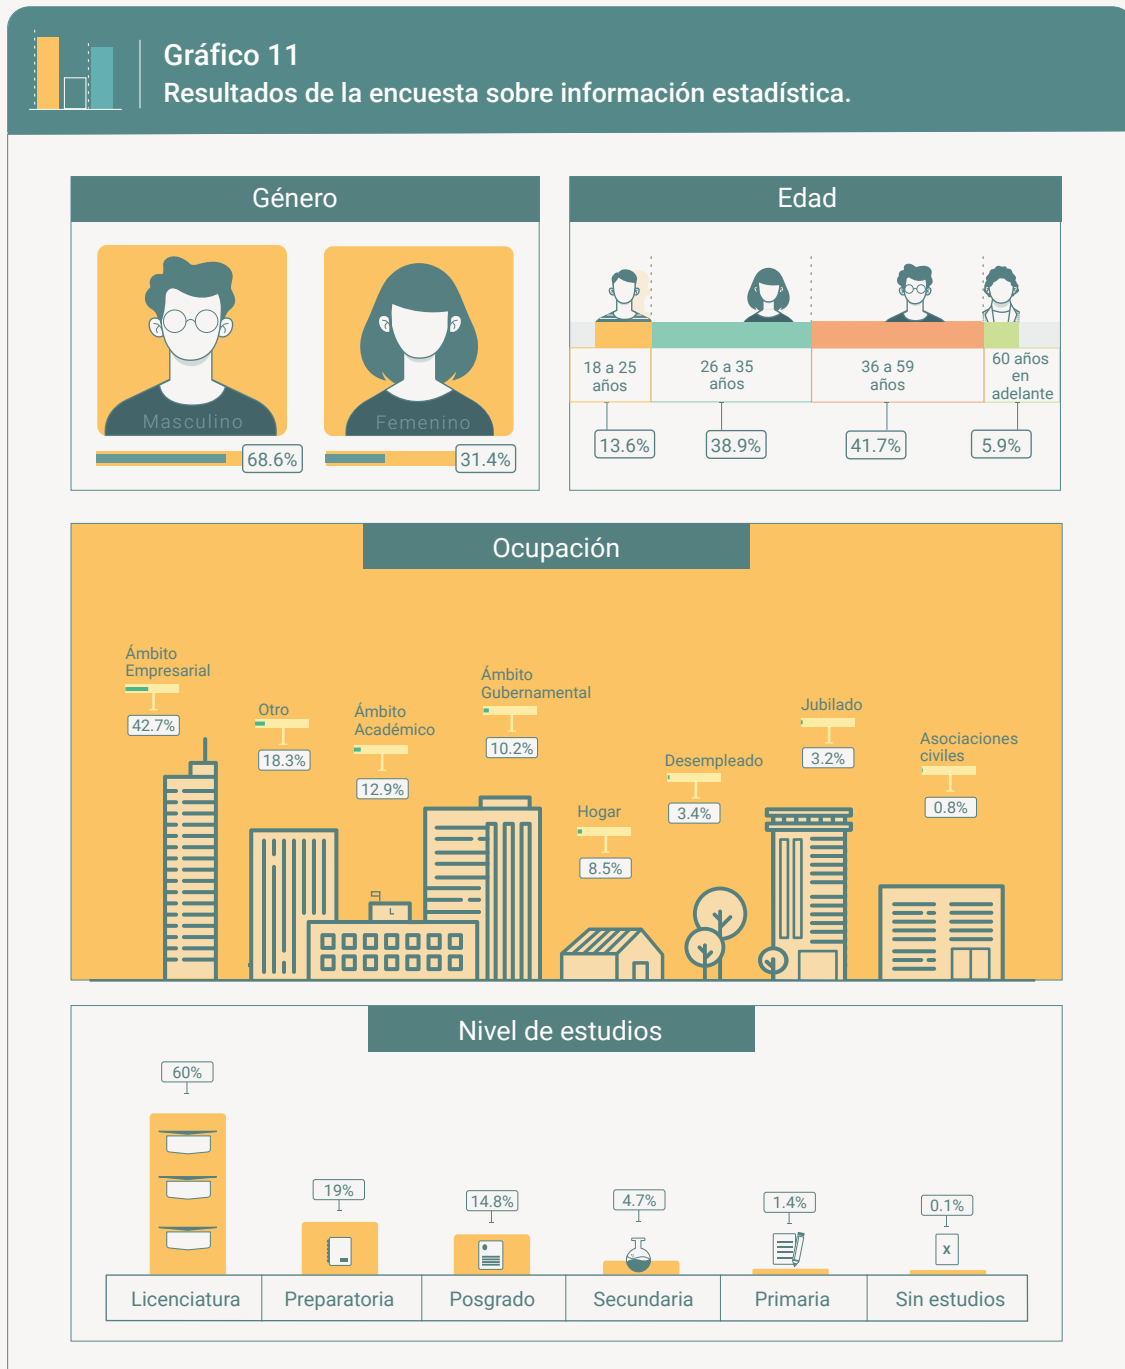 Gráfico 11
Resultados de la encuesta sobre información estadística.
Género
Masculino
68.6%
Femenino
31.4%
Edad
18 a 25
años
26 a 35
años
36 a 59
años
60 años
en
adelante
13.6%
38.9%
41.7%
5.9%
Ocupación
Ámbito
Empresarial
42.7%
Otro
18.3%
Ámbito
Académico
12.9%
Ámbito
Gubernamental
10.2%
Hogar
8.5%
Desempleado
3.4%
Jubilado
3.2%
Asociaciones
civiles
0.8%
Nivel de estudios
60%
19%
14.8%
4.7%
1.4%
0.1%
x
Licenciatura
Preparatoria
Posgrado
Secundaria
Primaria
Sin estudios